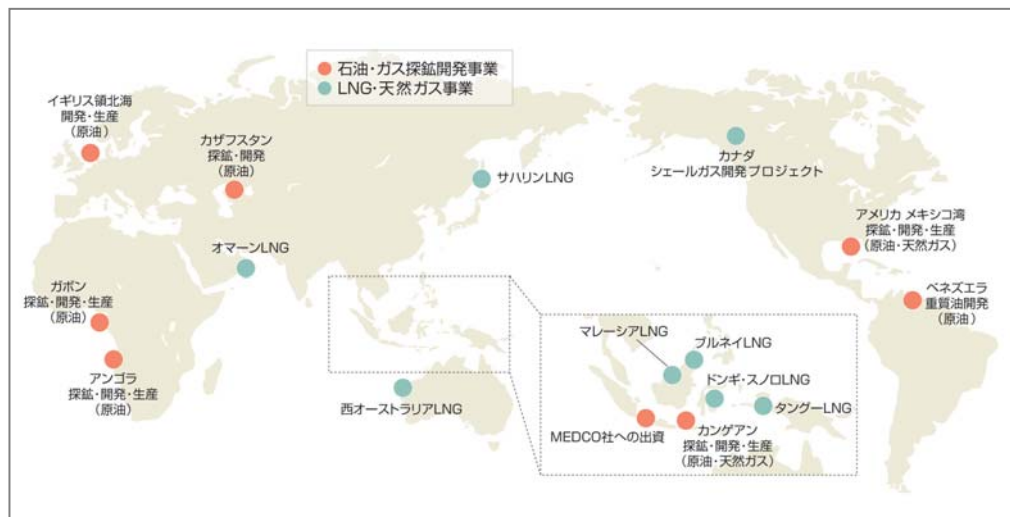 石油・ガス探鉱開発事業
LNG・天然ガス事業
イギリス領北海
開発・生産
（原油）
カザフスタン
探鉱・開発
（原油）
サハリンLNG
カナダ
シェールガス開発プロジェクト
アメリカ メキシコ湾
探鉱・開発・生産
（原油・天然ガス）
オマーンLNG
ガボン
探鉱・開発・生産
（原油）
ベネズエラ
重質油開発
（原油）
マレーシアLNG
ブルネイLNG
ドンギ・スノロLNG
タングーLNG
アンゴラ
探鉱・開発・生産
（原油）
西オーストラリアLNG
MEDCO社への出資
カンゲアン
探鉱・開発・生産
（原油・天然ガス）